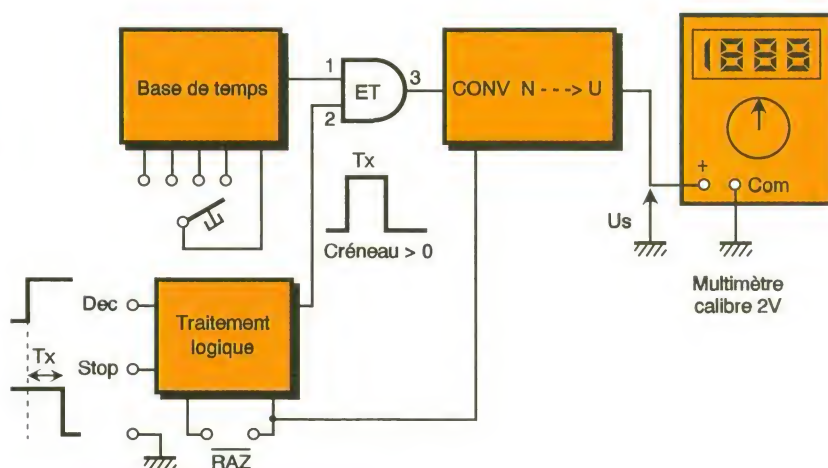 Base de temps
1
2
ET
3
CONV N - - -> U
1888
+
Com
Us
Multimètre
calibre 2V
Tx
Créneau > 0
Dec
Stop
Tx
Traitement
logique
RAZ